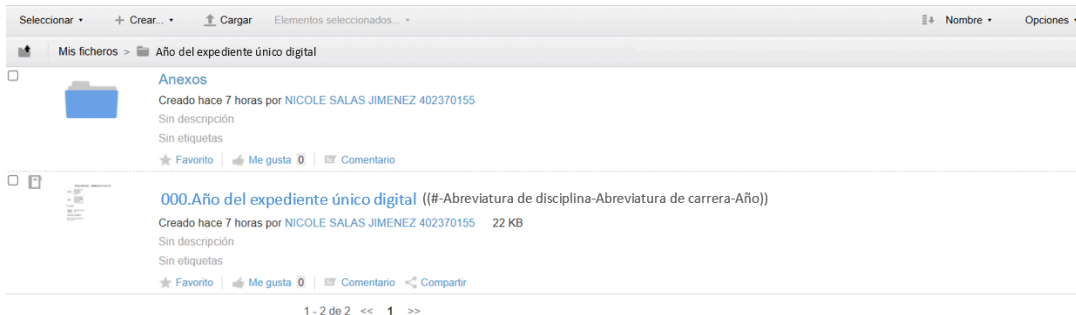 Seleccionar Crear... Cargar Elementos seleccionados... Nombre Opciones
Mis ficheros > Año del expediente único digital
Anexos
Creado hace 7 horas por NICOLE SALAS JIMENEZ 402370155
Sin descripción
Sin etiquetas
Favorito Me gusta 0 Comentario
000.Año del expediente único digital ((#-Abreviatura de disciplina-Abreviatura de carrera-Año))
Creado hace 7 horas por NICOLE SALAS JIMENEZ 402370155 22 KB
Sin descripción
Sin etiquetas
Favorito Me gusta 0 Comentario Compartir
1 - 2 de 2 << 1 >>